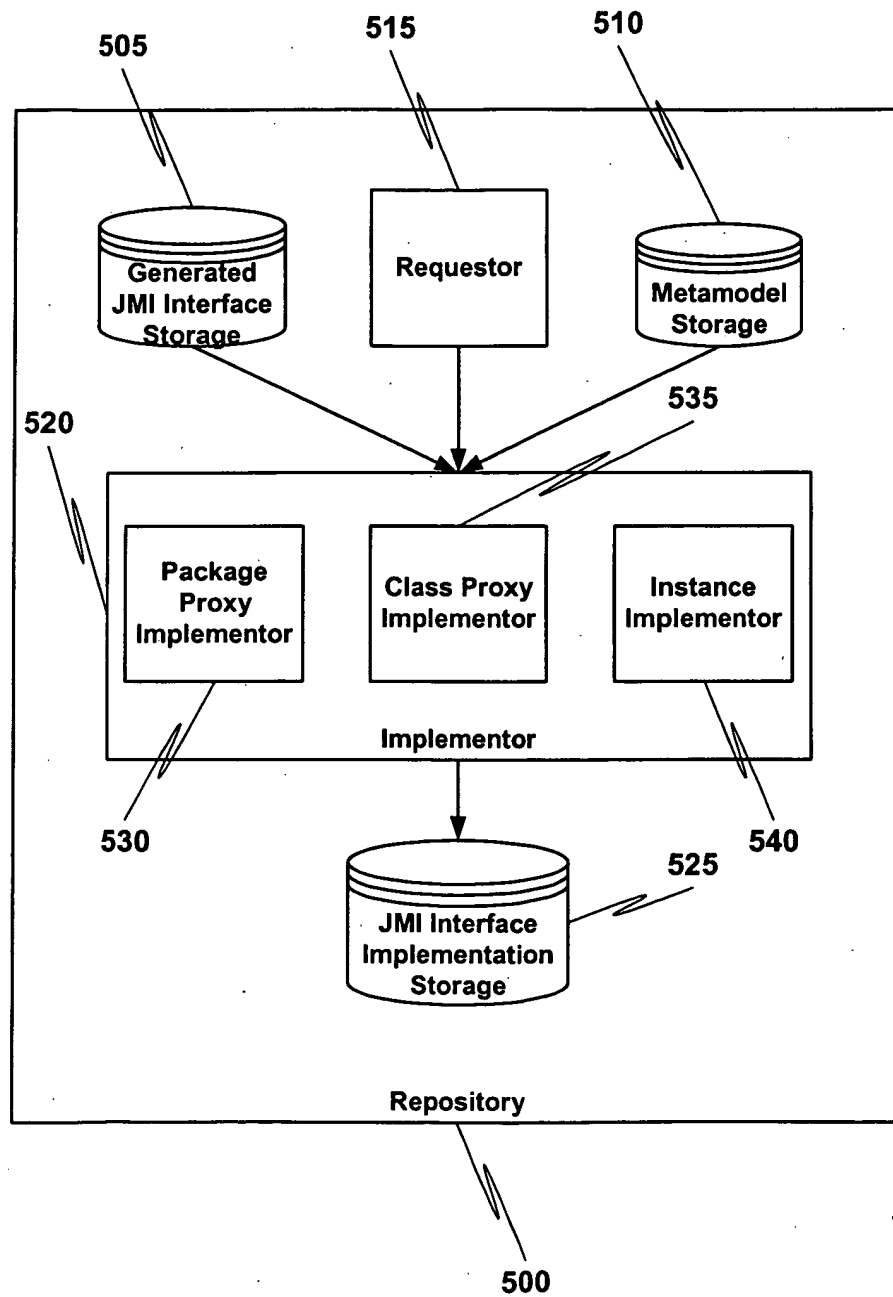 505
515
510
Generated
JMI Interface
Storage
Requestor
Metamodel
Storage
520
535
Package
Proxy
Implementor
Class Proxy
Implementor
Instance
Implementor
Implementor
530
540
525
JMI Interface
Implementation
Storage
Repository
500